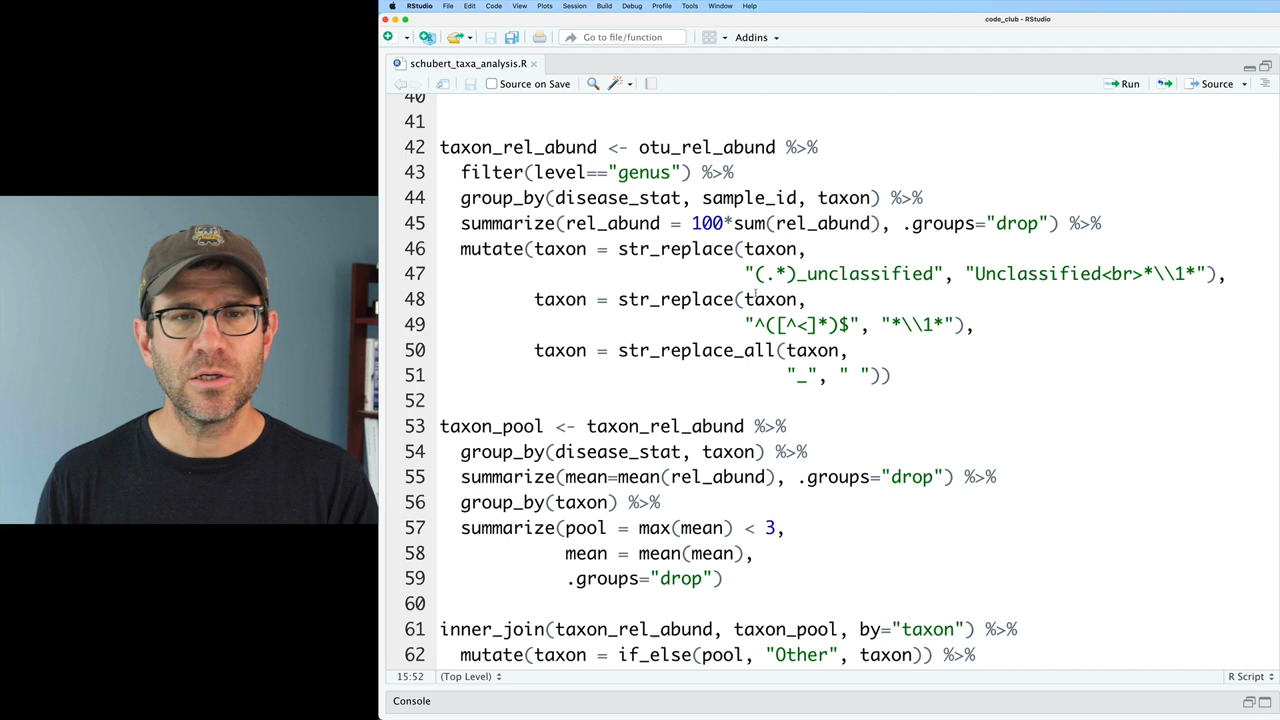 RStudio File Edit Code View Plots Session Build Debug Profile Tools Window Help
code_club - RStudio
Go to file/function Addins
schubert_taxa_analysis.R
Source on Save Run Source
40
41
42 taxon_rel_abund <- otu_rel_abund %>%
43 filter(level=="genus") %>%
44 group_by(disease_stat, sample_id, taxon) %>%
45 summarize(rel_abund = 100*sum(rel_abund), .groups="drop") %>%
46 mutate(taxon = str_replace(taxon,
47 "(.*)_unclassified", "Unclassified<br>*\\1*"),
48 taxon = str_replace(taxon,
49 "^([^<]*)$", "*\\1*"),
50 taxon = str_replace_all(taxon,
51 "_", " "))
52
53 taxon_pool <- taxon_rel_abund %>%
54 group_by(disease_stat, taxon) %>%
55 summarize(mean=mean(rel_abund), .groups="drop") %>%
56 group_by(taxon) %>%
57 summarize(pool = max(mean) < 3,
58 mean = mean(mean),
59 .groups="drop")
60
61 inner_join(taxon_rel_abund, taxon_pool, by="taxon") %>%
62 mutate(taxon = if_else(pool, "Other", taxon)) %>%
15:52 (Top Level) R Script
Console